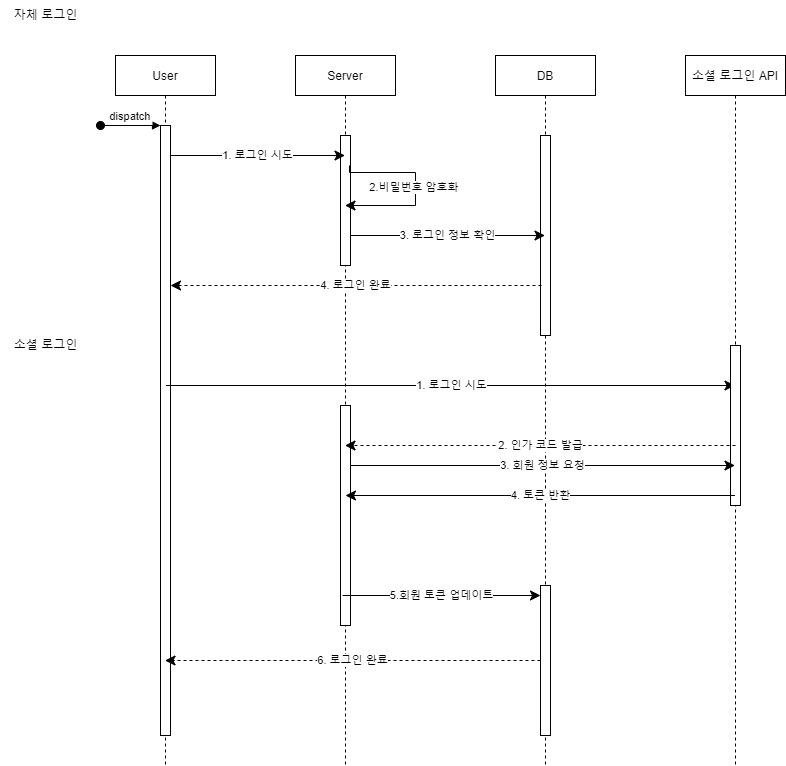 자체 로그인
User
Server
DB
소셜 로그인 API
dispatch
1. 로그인 시도
2.비밀번호 암호화
3. 로그인 정보 확인
4. 로그인 완료
소셜 로그인
1. 로그인 시도
2. 인가 코드 발급
3. 회원 정보 요청
4. 토큰 반환
5.회원 토큰 업데이트
6. 로그인 완료